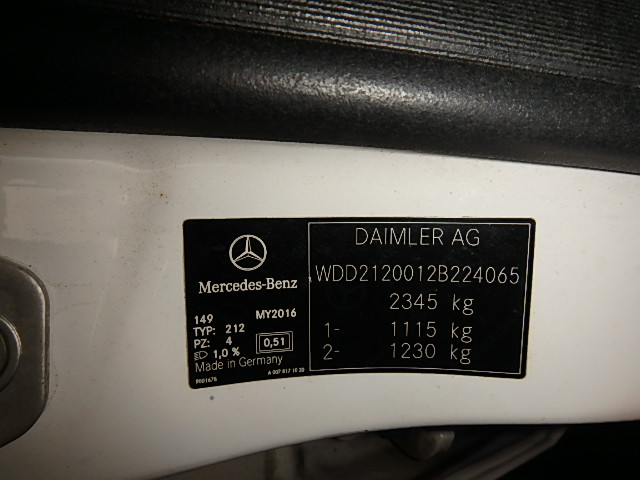 Mercedes-Benz
149 MY2016
TYP: 212
PZ: 4 0,51
1,0 %
Made in Germany
DAIMLER AG
WDD2120012B224065
2345 kg
1- 1115 kg
2- 1230 kg